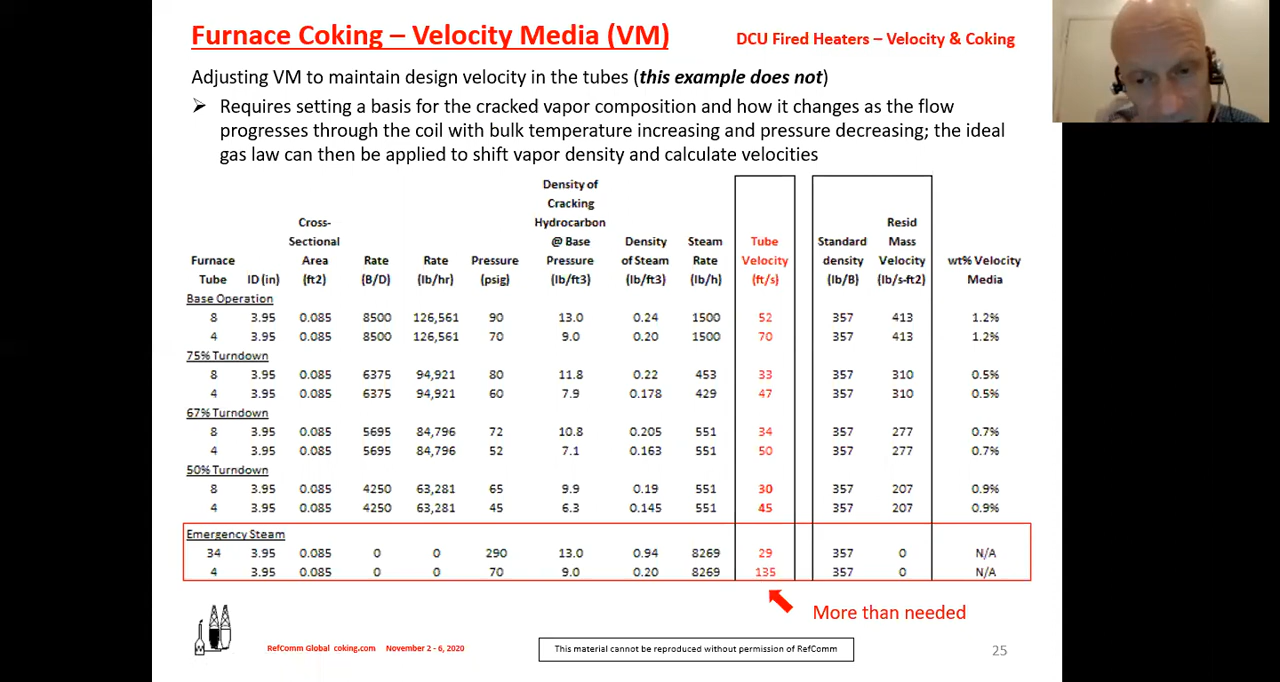 Furnace Coking – Velocity Media (VM)
DCU Fired Heaters – Velocity & Coking
Adjusting VM to maintain design velocity in the tubes (this example does not)
➢ Requires setting a basis for the cracked vapor composition and how it changes as the flow
progresses through the coil with bulk temperature increasing and pressure decreasing; the ideal
gas law can then be applied to shift vapor density and calculate velocities
Density of
Cracking
Cross- Hydrocarbon Resid
Sectional @ Base Density Steam Tube Standard Mass
Furnace Area Rate Rate Pressure Pressure of Steam Rate Velocity density Velocity wt% Velocity
Tube ID (in) (ft2) (B/D) (lb/hr) (psig) (lb/ft3) (lb/ft3) (lb/h) (ft/s) (lb/B) (lb/s-ft2) Media
Base Operation
8 3.95 0.085 8500 126,561 90 13.0 0.24 1500 52 357 413 1.2%
4 3.95 0.085 8500 126,561 70 9.0 0.20 1500 70 357 413 1.2%
75% Turndown
8 3.95 0.085 6375 94,921 80 11.8 0.22 453 33 357 310 0.5%
4 3.95 0.085 6375 94,921 60 7.9 0.178 429 47 357 310 0.5%
67% Turndown
8 3.95 0.085 5695 84,796 72 10.8 0.205 551 34 357 277 0.7%
4 3.95 0.085 5695 84,796 52 7.1 0.163 551 50 357 277 0.7%
50% Turndown
8 3.95 0.085 4250 63,281 65 9.9 0.19 551 30 357 207 0.9%
4 3.95 0.085 4250 63,281 45 6.3 0.145 551 45 357 207 0.9%
Emergency Steam
34 3.95 0.085 0 0 290 13.0 0.94 8269 29 357 0 N/A
4 3.95 0.085 0 0 70 9.0 0.20 8269 135 357 0 N/A
More than needed
RefComm Global coking.com November 2 - 6, 2020
This material cannot be reproduced without permission of RefComm
25